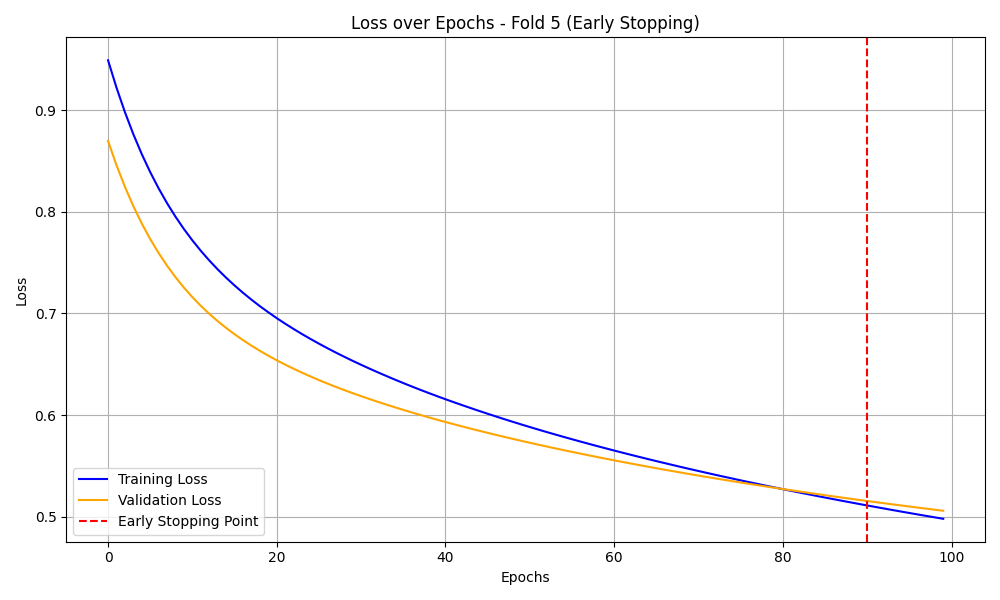 Loss over Epochs - Fold 5 (Early Stopping)
Loss
0.9
0.8
0.7
0.6
0.5
Training Loss
Validation Loss
Early Stopping Point
0 20 40 60 80 100
Epochs